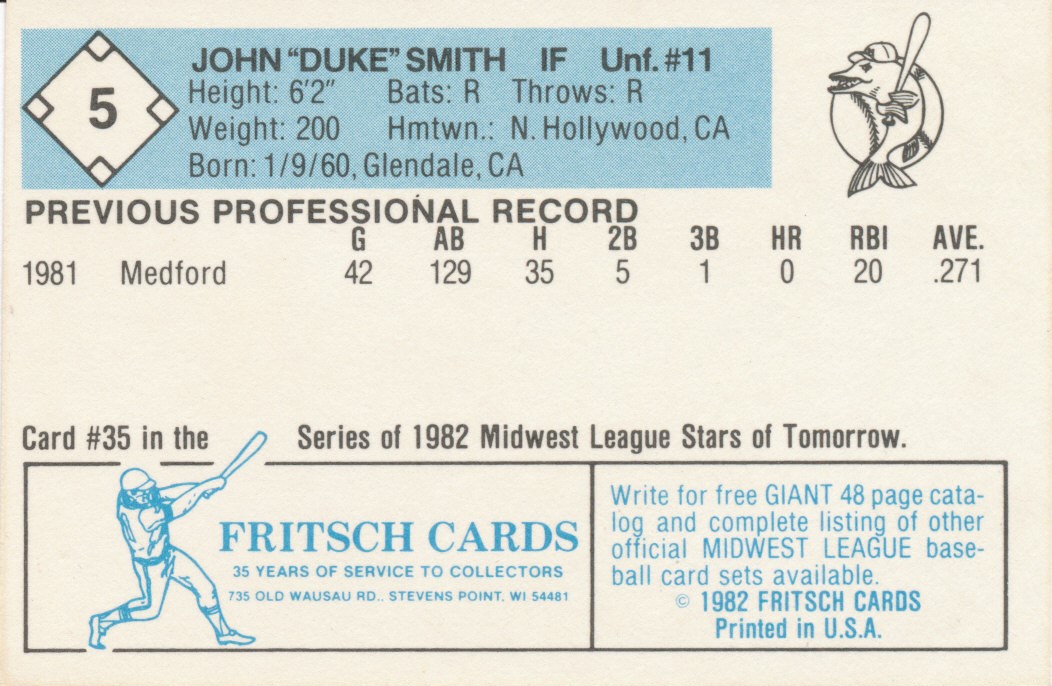 5
JOHN "DUKE" SMITH IF Unf. #11
Height: 6'2" Bats: R Throws: R
Weight: 200 Hmtwn.: N. Hollywood, CA
Born: 1/9/60, Glendale, CA
PREVIOUS PROFESSIONAL RECORD
G AB H 2B 3B HR RBI AVE.
1981 Medford 42 129 35 5 1 0 20 .271
Card #35 in the Series of 1982 Midwest League Stars of Tomorrow.
FRITSCH CARDS
35 YEARS OF SERVICE TO COLLECTORS
735 OLD WAUSAU RD., STEVENS POINT, WI 54481
Write for free GIANT 48 page cata-
log and complete listing of other
official MIDWEST LEAGUE base-
ball card sets available.
© 1982 FRITSCH CARDS
Printed in U.S.A.